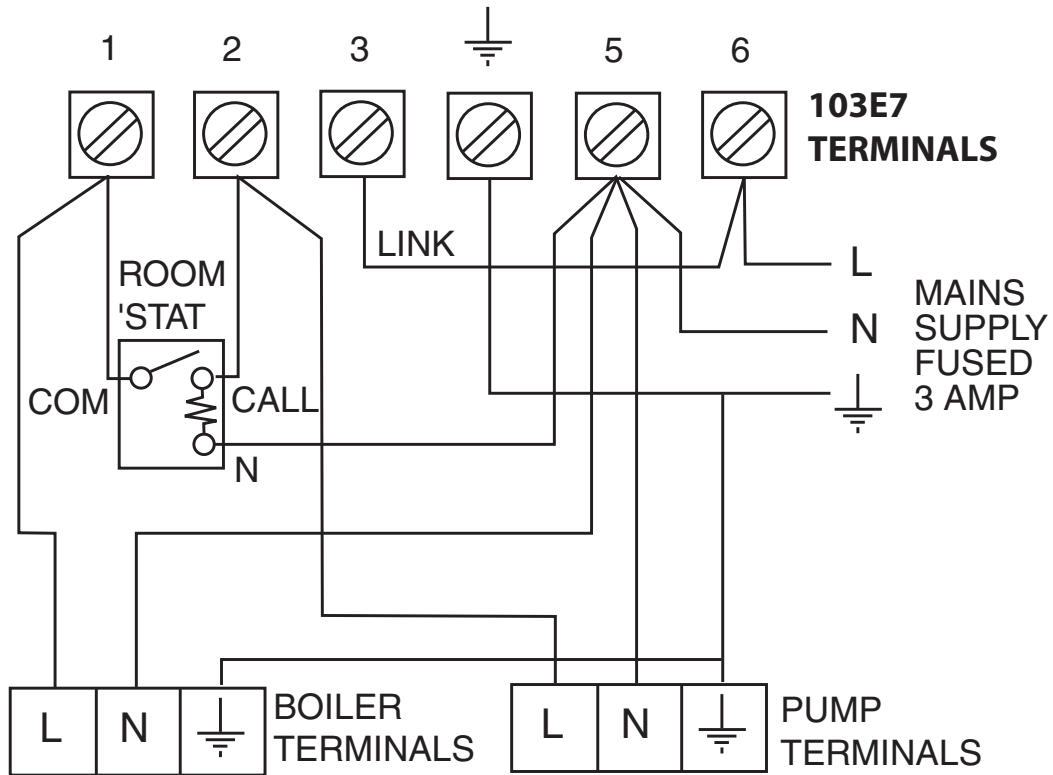 1 2 3 5 6
103E7
TERMINALS
LINK
L
ROOM
'STAT
MAINS
N SUPPLY
FUSED
3 AMP
COM
CALL
N
BOILER
TERMINALS
L N
PUMP
TERMINALS
L N